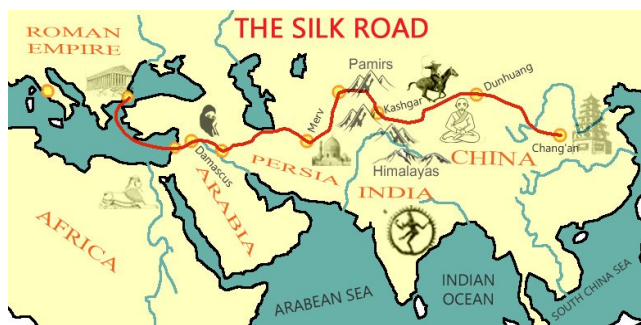 THE SILK ROAD
ROMAN
EMPIRE
Pamirs
Dunhuang
Kashgar
Merv
Chang'an
Damascus
PERSIA
Himalayas
CHINA
ARABIA
INDIA
AFRICA
ARABEAN SEA
INDIAN
OCEAN
SOUTH CHINA SEA